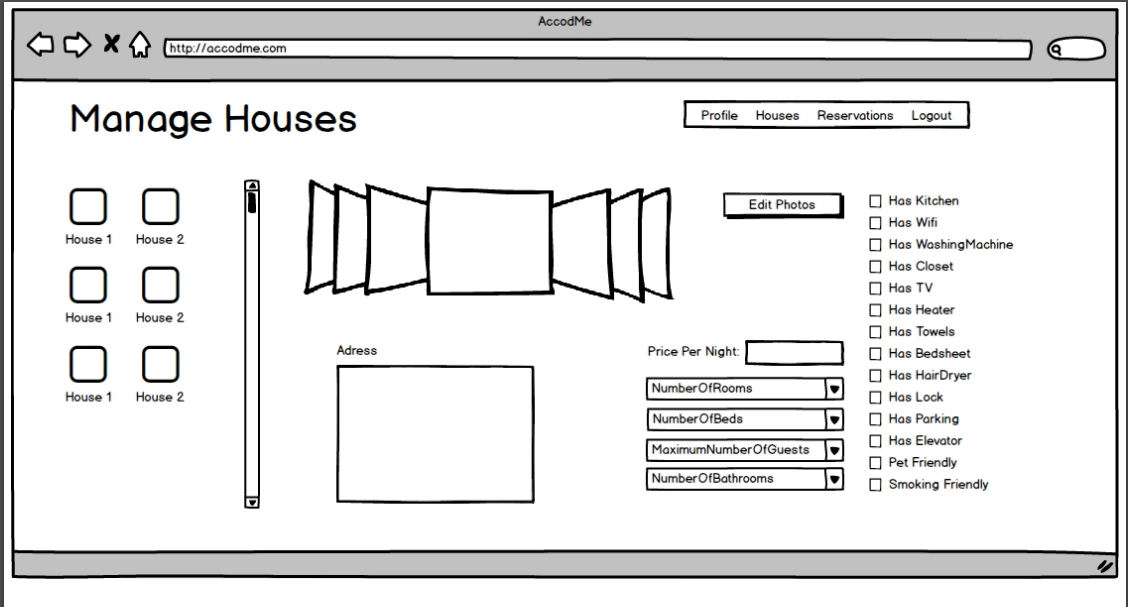 AccodMe
http://accodme.com
Manage Houses
Profile Houses Reservations Logout
House 1 House 2
House 1 House 2
House 1 House 2
Edit Photos
Adress
Price Per Night:
NumberOfRooms
NumberOfBeds
MaximumNumberOfGuests
NumberOfBathrooms
Has Kitchen
Has Wifi
Has WashingMachine
Has Closet
Has TV
Has Heater
Has Towels
Has Bedsheet
Has HairDryer
Has Lock
Has Parking
Has Elevator
Pet Friendly
Smoking Friendly